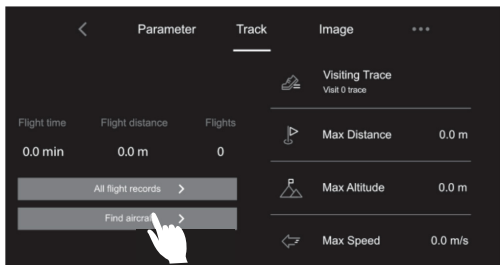 Parameter Track Image
Visiting Trace
Visit 0 trace
Flight time Flight distance Flights
0.0 min 0.0 m 0
Max Distance 0.0 m
All flight records
Max Altitude 0.0 m
Find aircraft
Max Speed 0.0 m/s